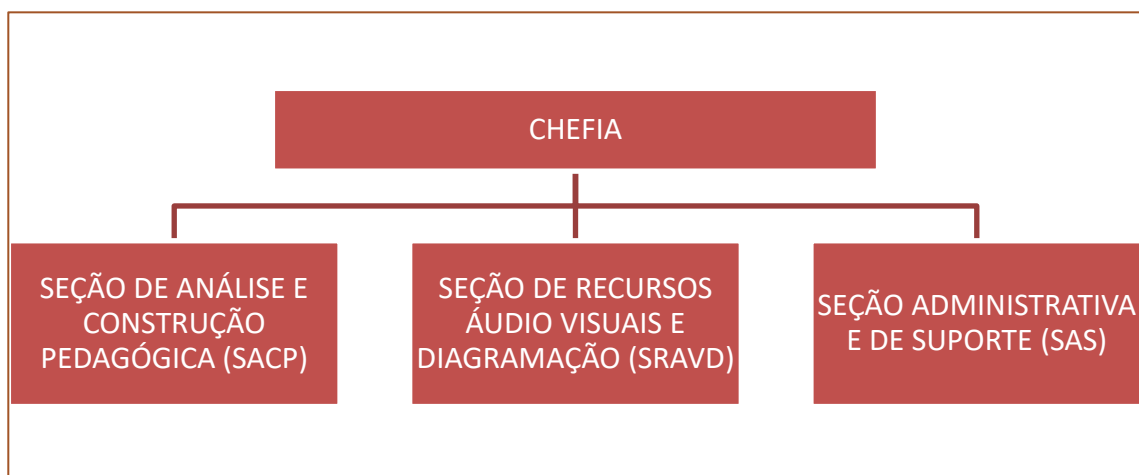 CHEFIA
SEÇÃO DE ANÁLISE E
CONSTRUÇÃO
PEDAGÓGICA (SACP)
SEÇÃO DE RECURSOS
ÁUDIO VISUAIS E
DIAGRAMAÇÃO (SRAVD)
SEÇÃO ADMINISTRATIVA
E DE SUPORTE (SAS)